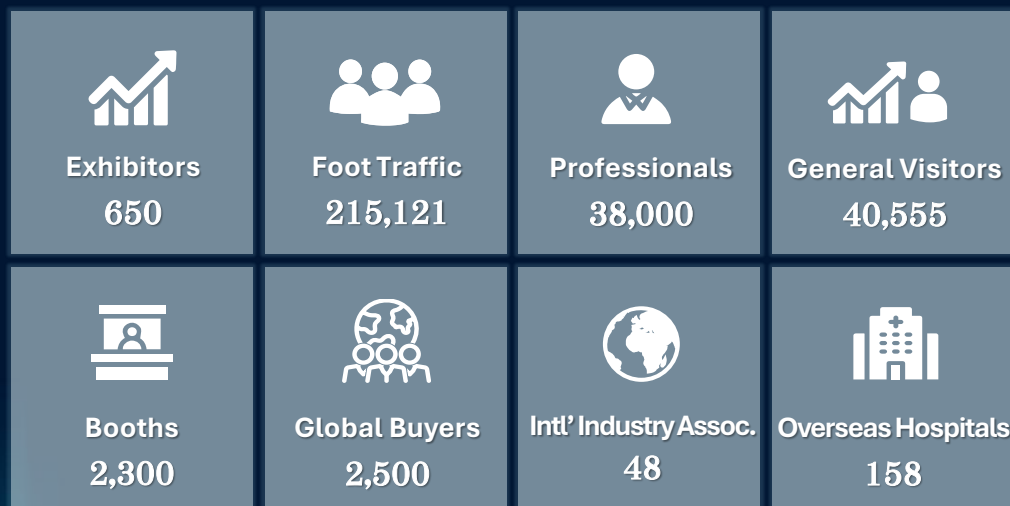 Exhibitors
650
Foot Traffic
215,121
Professionals
38,000
General Visitors
40,555
Booths
2,300
Global Buyers
2,500
Intl’ Industry Assoc.
48
Overseas Hospitals
158